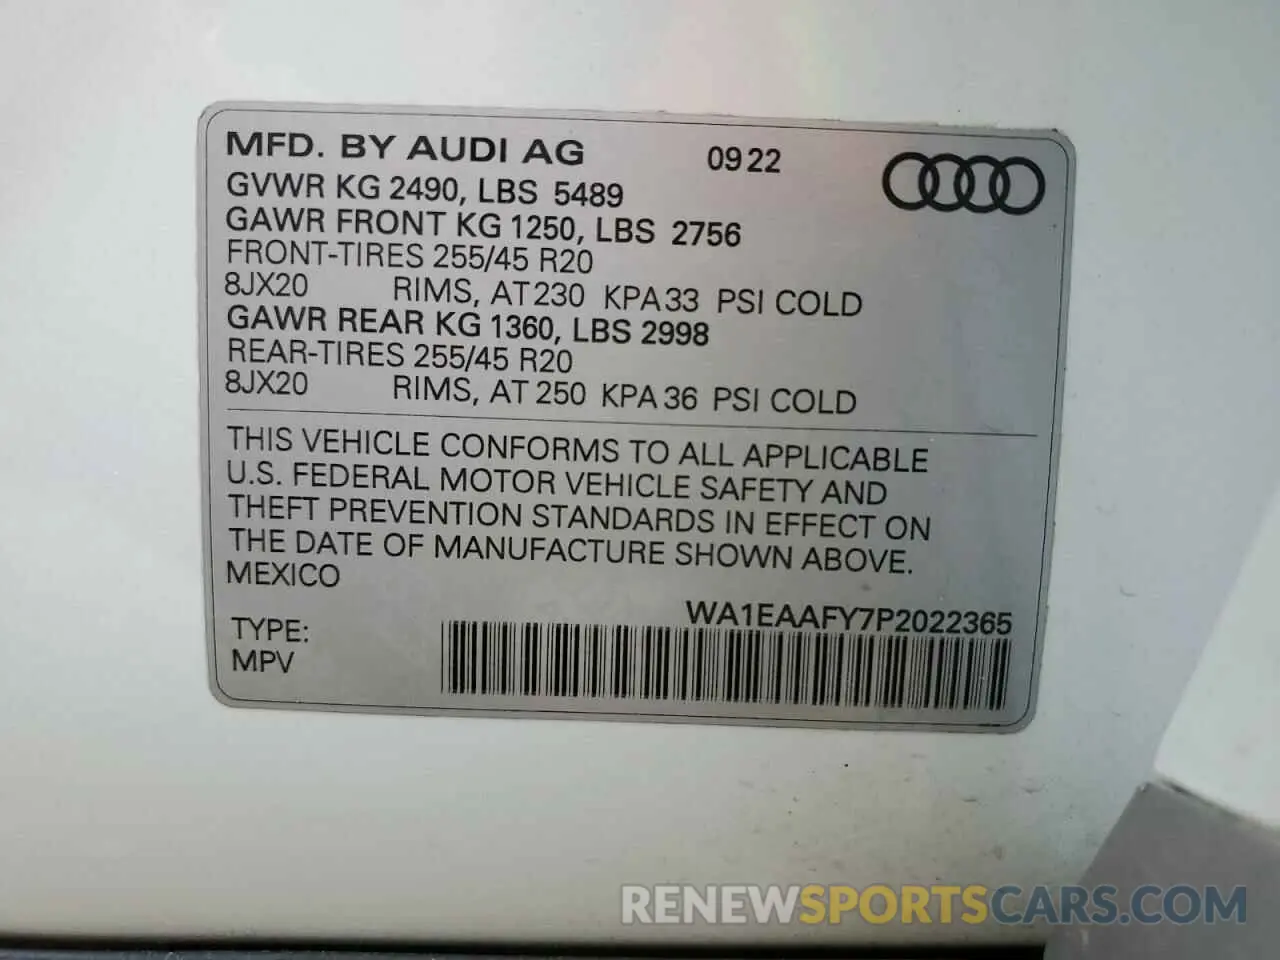 MFD. BY AUDI AG 0922
GVWR KG 2490, LBS 5489
GAWR FRONT KG 1250, LBS 2756
FRONT-TIRES 255/45 R20
8JX20 RIMS, AT 230 KPA 33 PSI COLD
GAWR REAR KG 1360, LBS 2998
REAR-TIRES 255/45 R20
8JX20 RIMS, AT 250 KPA 36 PSI COLD
THIS VEHICLE CONFORMS TO ALL APPLICABLE
U.S. FEDERAL MOTOR VEHICLE SAFETY AND
THEFT PREVENTION STANDARDS IN EFFECT ON
THE DATE OF MANUFACTURE SHOWN ABOVE.
MEXICO
WA1EAAFY7P2022365
TYPE:
MPV
RENEWSPORTSCARS.COM